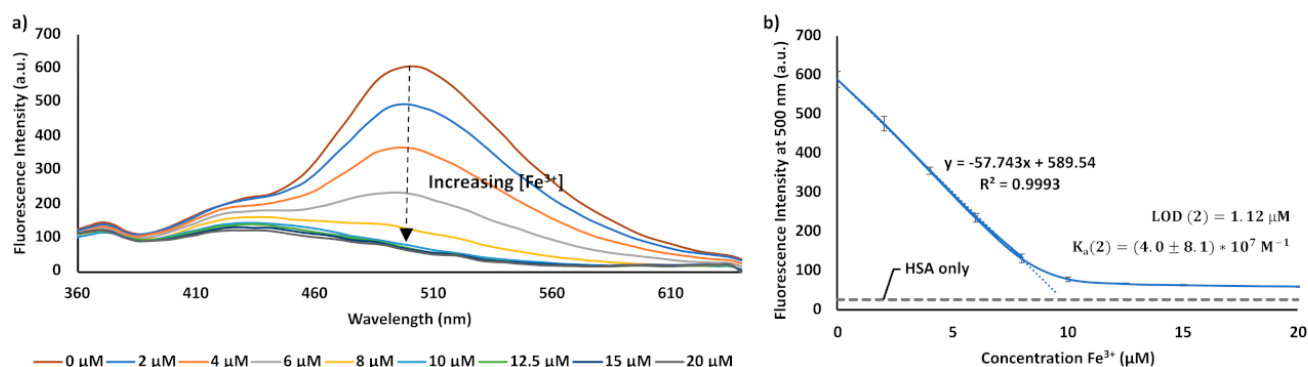 a)
Fluorescence Intensity (a.u.)
700
600
500
400
300
200
100
0
360
410
460
510
560
610
Increasing [Fe³⁺]
Wavelength (nm)
0 µM 2 µM 4 µM 6 µM 8 µM 10 µM 12.5 µM 15 µM 20 µM
b)
Fluorescence Intensity at 500 nm (a.u.)
700
600
500
400
300
200
100
0
0
5
10
15
20
y = -57.743x + 589.54
R² = 0.9993
LOD (2) = 1.12 µM
Kₐ(2) = (4.0 ± 8.1) * 10⁷ M⁻¹
HSA only
Concentration Fe³⁺ (µM)